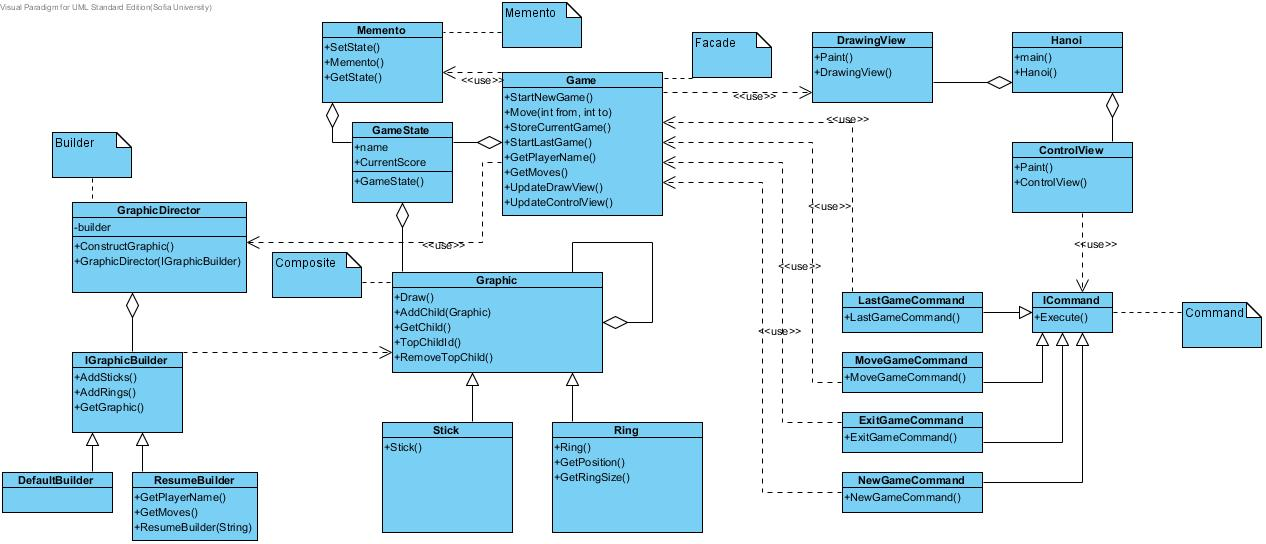 Visual Paradigm for UML Standard Edition(Sofia University)
Memento
+SetState()
+Memento()
+GetState()
Memento
Facade
DrawingView
+Paint()
+DrawingView()
Hanoi
+main()
+Hanoi()
<<use>>
Game
+StartNewGame()
+Move(int from, int to)
+StoreCurrentGame()
+StartLastGame()
+GetPlayerName()
+GetMoves()
+UpdateDrawView()
+UpdateControlView()
<<use>>
<<use>>
GameState
+name
+CurrentScore
+GameState()
Builder
ControlView
+Paint()
+ControlView()
GraphicDirector
-builder
+ConstructGraphic()
+GraphicDirector(IGraphicBuilder)
<<use>>
<<use>>
<<use>>
<<use>>
<<use>>
Composite
Graphic
+Draw()
+AddChild(Graphic)
+GetChild()
+TopChildId()
+RemoveTopChild()
LastGameCommand
+LastGameCommand()
ICommand
+Execute()
Command
IGraphicBuilder
+AddSticks()
+AddRings()
+GetGraphic()
MoveGameCommand
+MoveGameCommand()
Stick
+Stick()
Ring
+Ring()
+GetPosition()
+GetRingSize()
ExitGameCommand
+ExitGameCommand()
DefaultBuilder
ResumeBuilder
+GetPlayerName()
+GetMoves()
+ResumeBuilder(String)
NewGameCommand
+NewGameCommand()